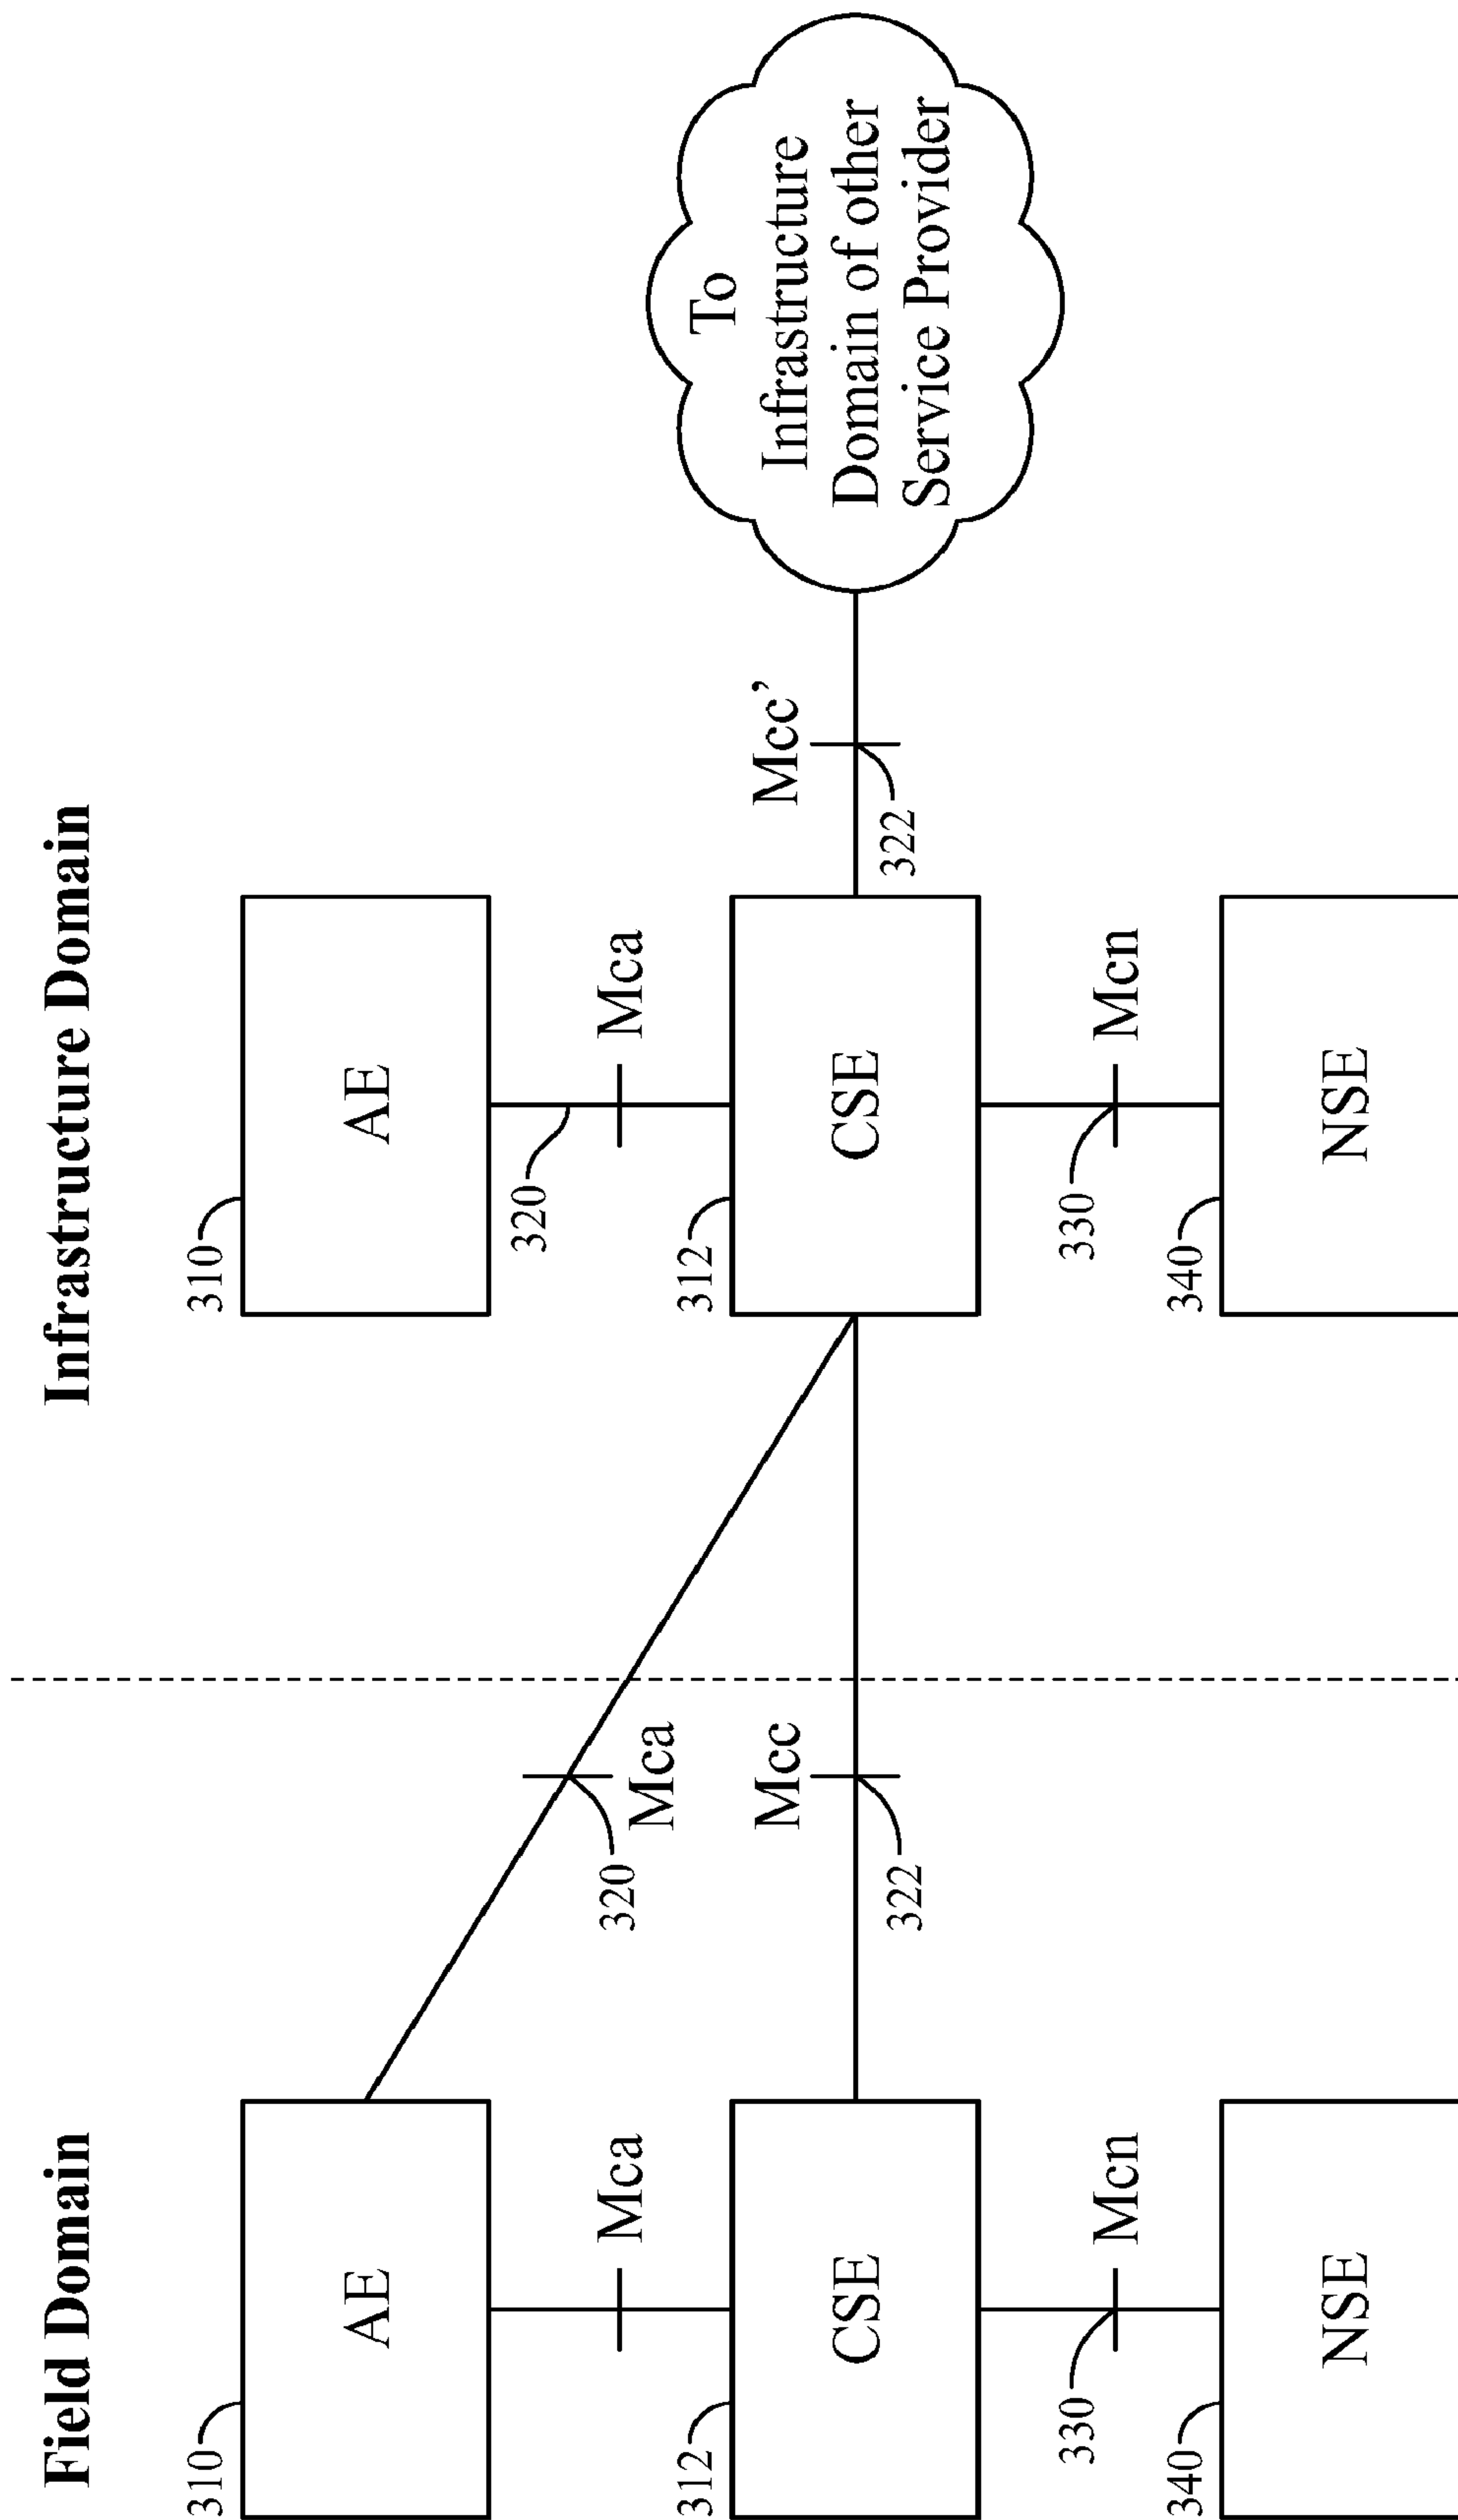 Field Domain
Infrastructure Domain
310
AE
310
AE
Mca
320
Mca
320
Mca
312
CSE
Mcc
322
312
CSE
Mcc’
322
To
Infrastructure
Domain of other
Service Provider
330
Mcn
330
Mcn
340
NSE
340
NSE